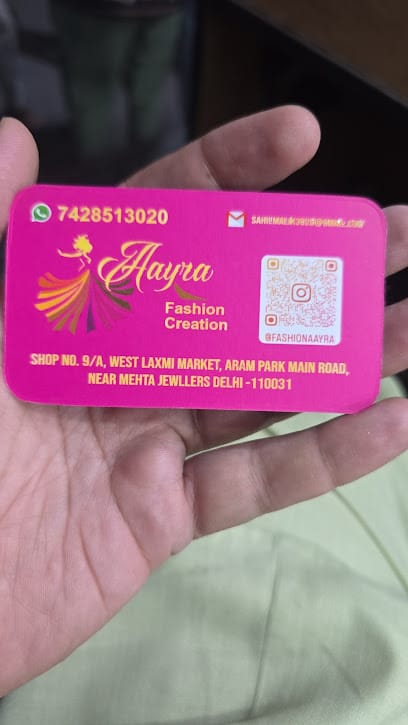 7428513020
Aayra
Fashion
Creation
@FASHIONAAYRA
SHOP NO. 9/A, WEST LAXMI MARKET, ARAM PARK MAIN ROAD,
NEAR MEHTA JEWLLERS DELHI -110031